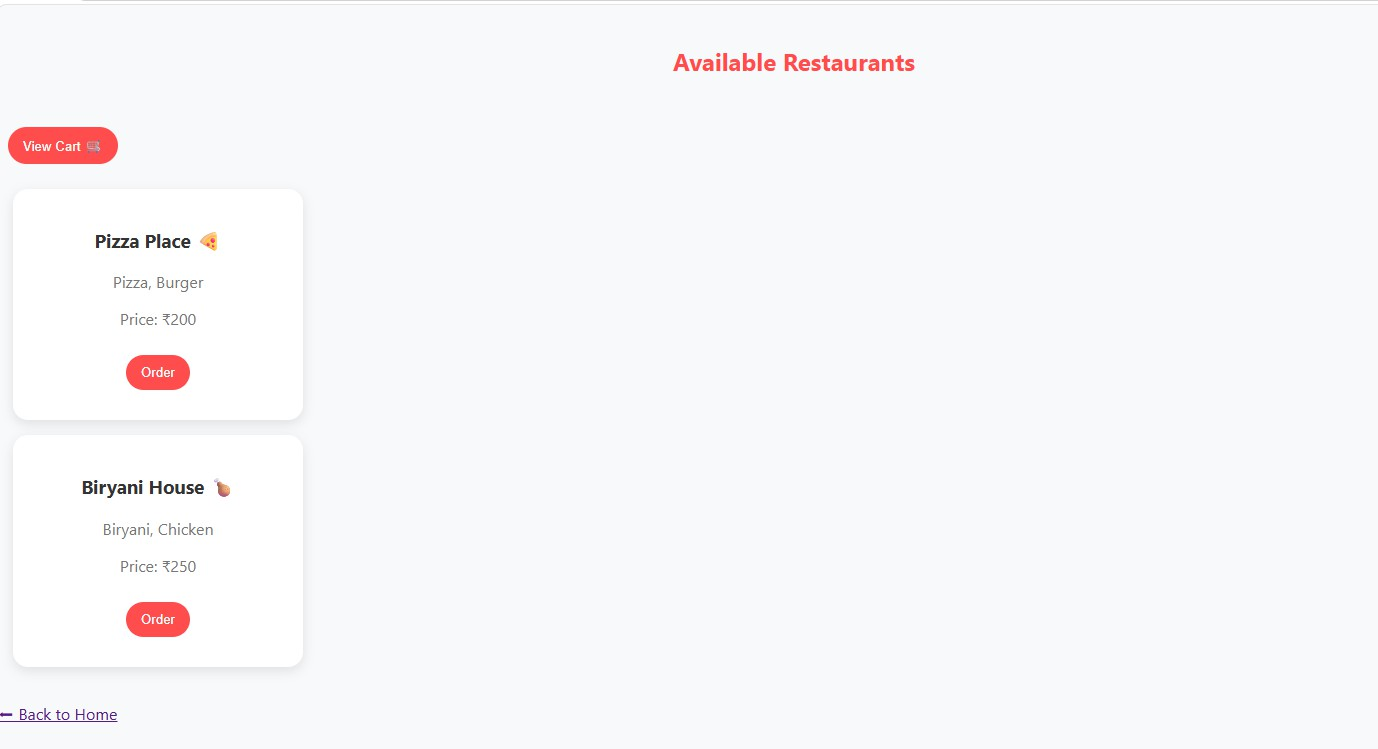 Available Restaurants
View Cart 🛒
Pizza Place 🍕
Pizza, Burger
Price: ₹200
Order
Biryani House 🍗
Biryani, Chicken
Price: ₹250
Order
⬅ Back to Home